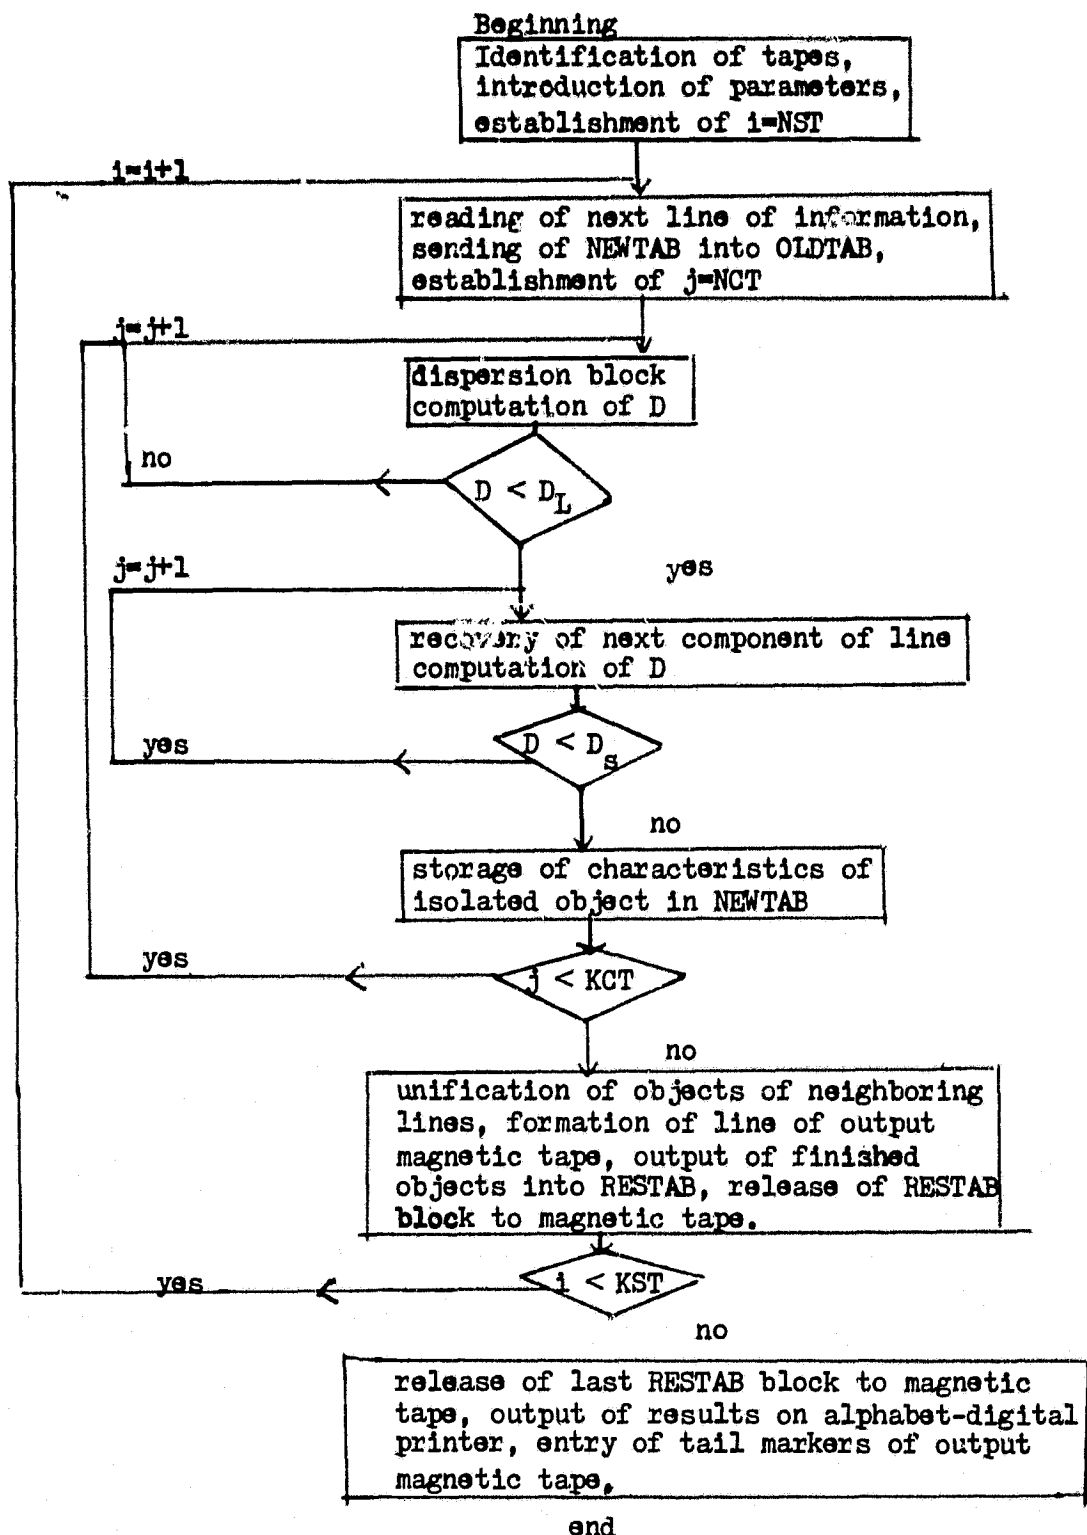 Beginning
Identification of tapes,
introduction of parameters,
establishment of i=NST
i=i+1
reading of next line of information,
sending of NEWTAB into OLDTAB,
establishment of j=NCT
j=j+1
dispersion block
computation of D
no
D < D_L
j=j+1
yes
recovery of next component of line
computation of D
yes
D < D_s
no
storage of characteristics of
isolated object in NEWTAB
yes
j < KCT
no
unification of objects of neighboring
lines, formation of line of output
magnetic tape, output of finished
objects into RESTAB, release of RESTAB
block to magnetic tape.
yes
i < KST
no
release of last RESTAB block to magnetic
tape, output of results on alphabet-digital
printer, entry of tail markers of output
magnetic tape.
end